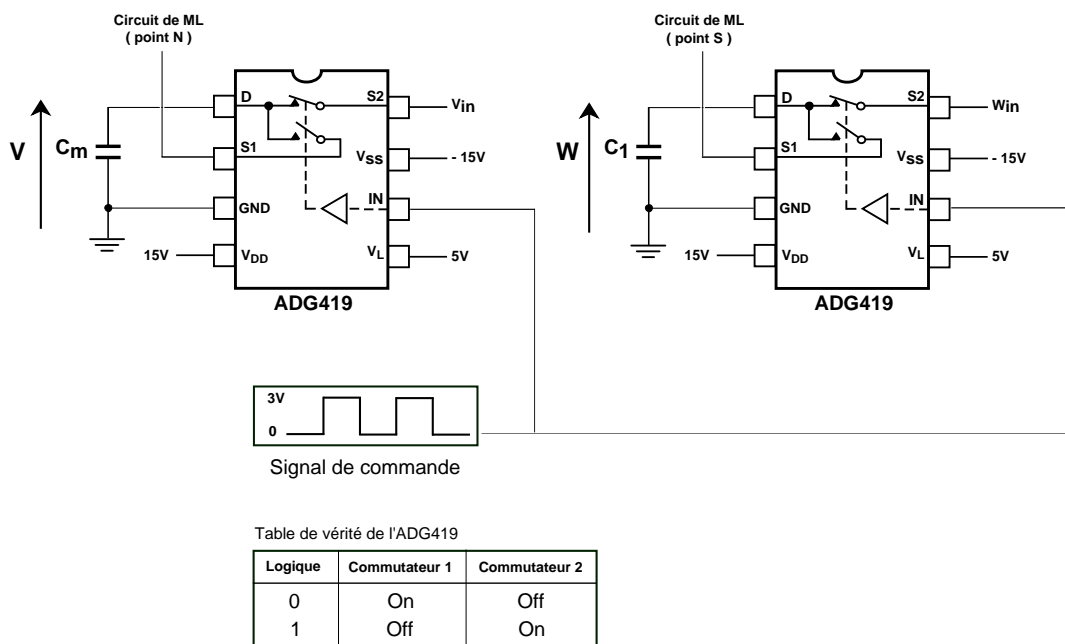 Circuit de ML
( point N )
D
S2
Vin
V
Cm
S1
VSS
- 15V
GND
IN
15V
VDD
VL
5V
ADG419
Circuit de ML
( point S )
D
S2
Win
W
C1
S1
VSS
- 15V
GND
IN
15V
VDD
VL
5V
ADG419
3V
0
Signal de commande
Table de vérité de l'ADG419
Logique Commutateur 1 Commutateur 2
0 On Off
1 Off On